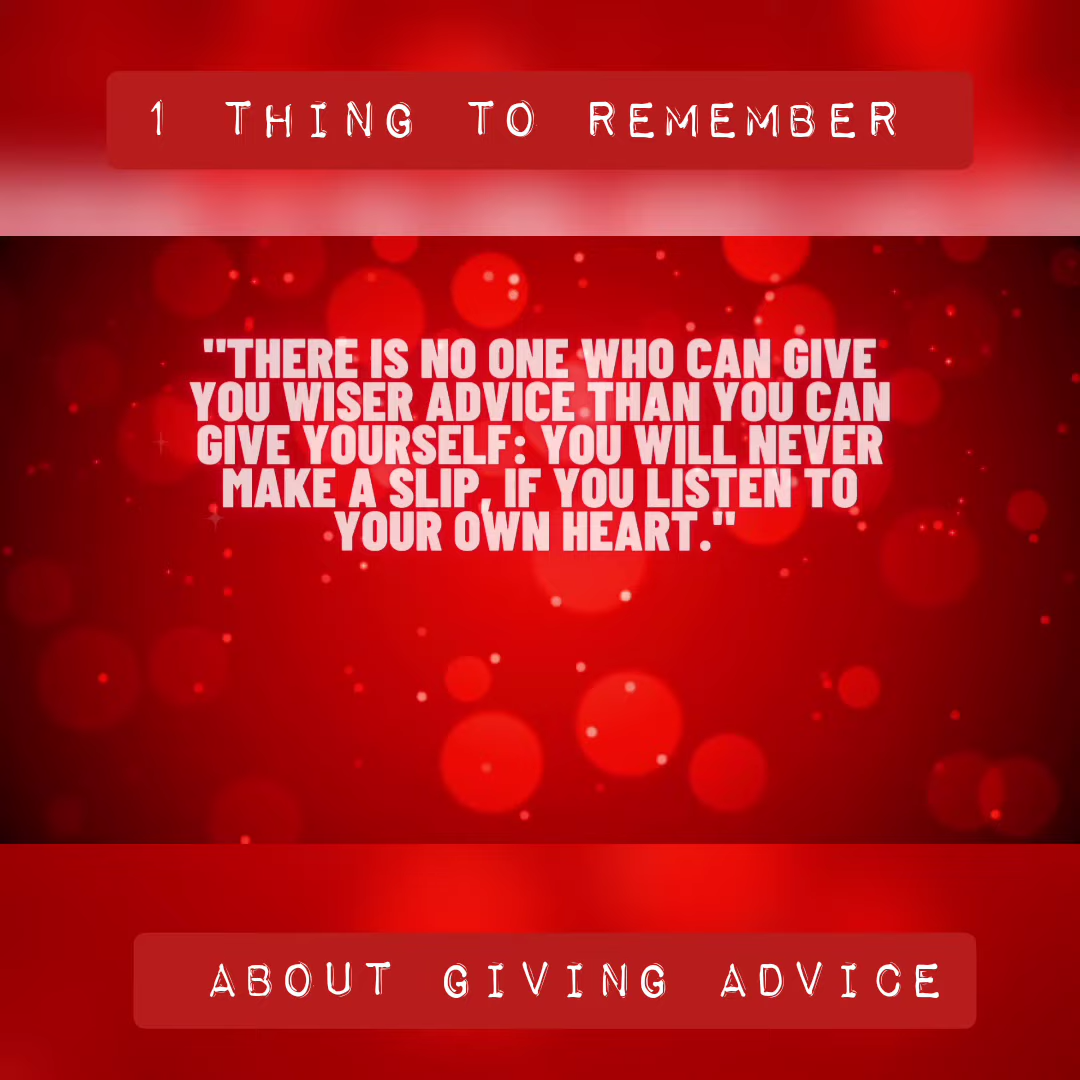 1 THING TO REMEMBER
"THERE IS NO ONE WHO CAN GIVE
YOU WISER ADVICE THAN YOU CAN
GIVE YOURSELF: YOU WILL NEVER
MAKE A SLIP, IF YOU LISTEN TO
YOUR OWN HEART."
ABOUT GIVING ADVICE